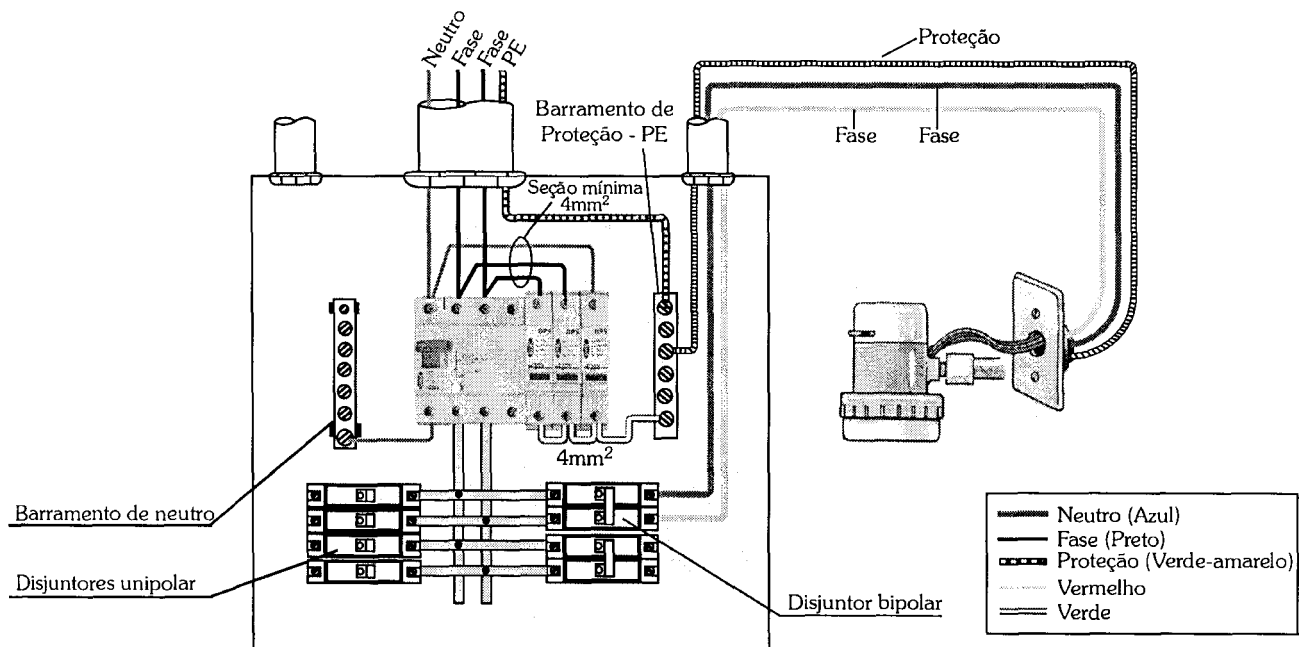 Neutro
Fase
Fase
PE
Proteção
Barramento de
Proteção - PE
Fase
Fase
Seção mínima
4mm²
4mm²
Barramento de neutro
Disjuntores unipolar
Disjuntor bipolar
Neutro (Azul)
Fase (Preto)
Proteção (Verde-amarelo)
Vermelho
Verde